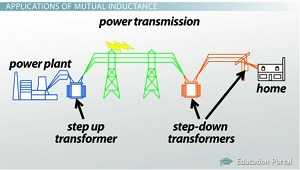 APPLICATIONS OF MUTUAL INDUCTANCE
power transmission
power plant
home
step up
transformer
step-down
transformers
Education Portal